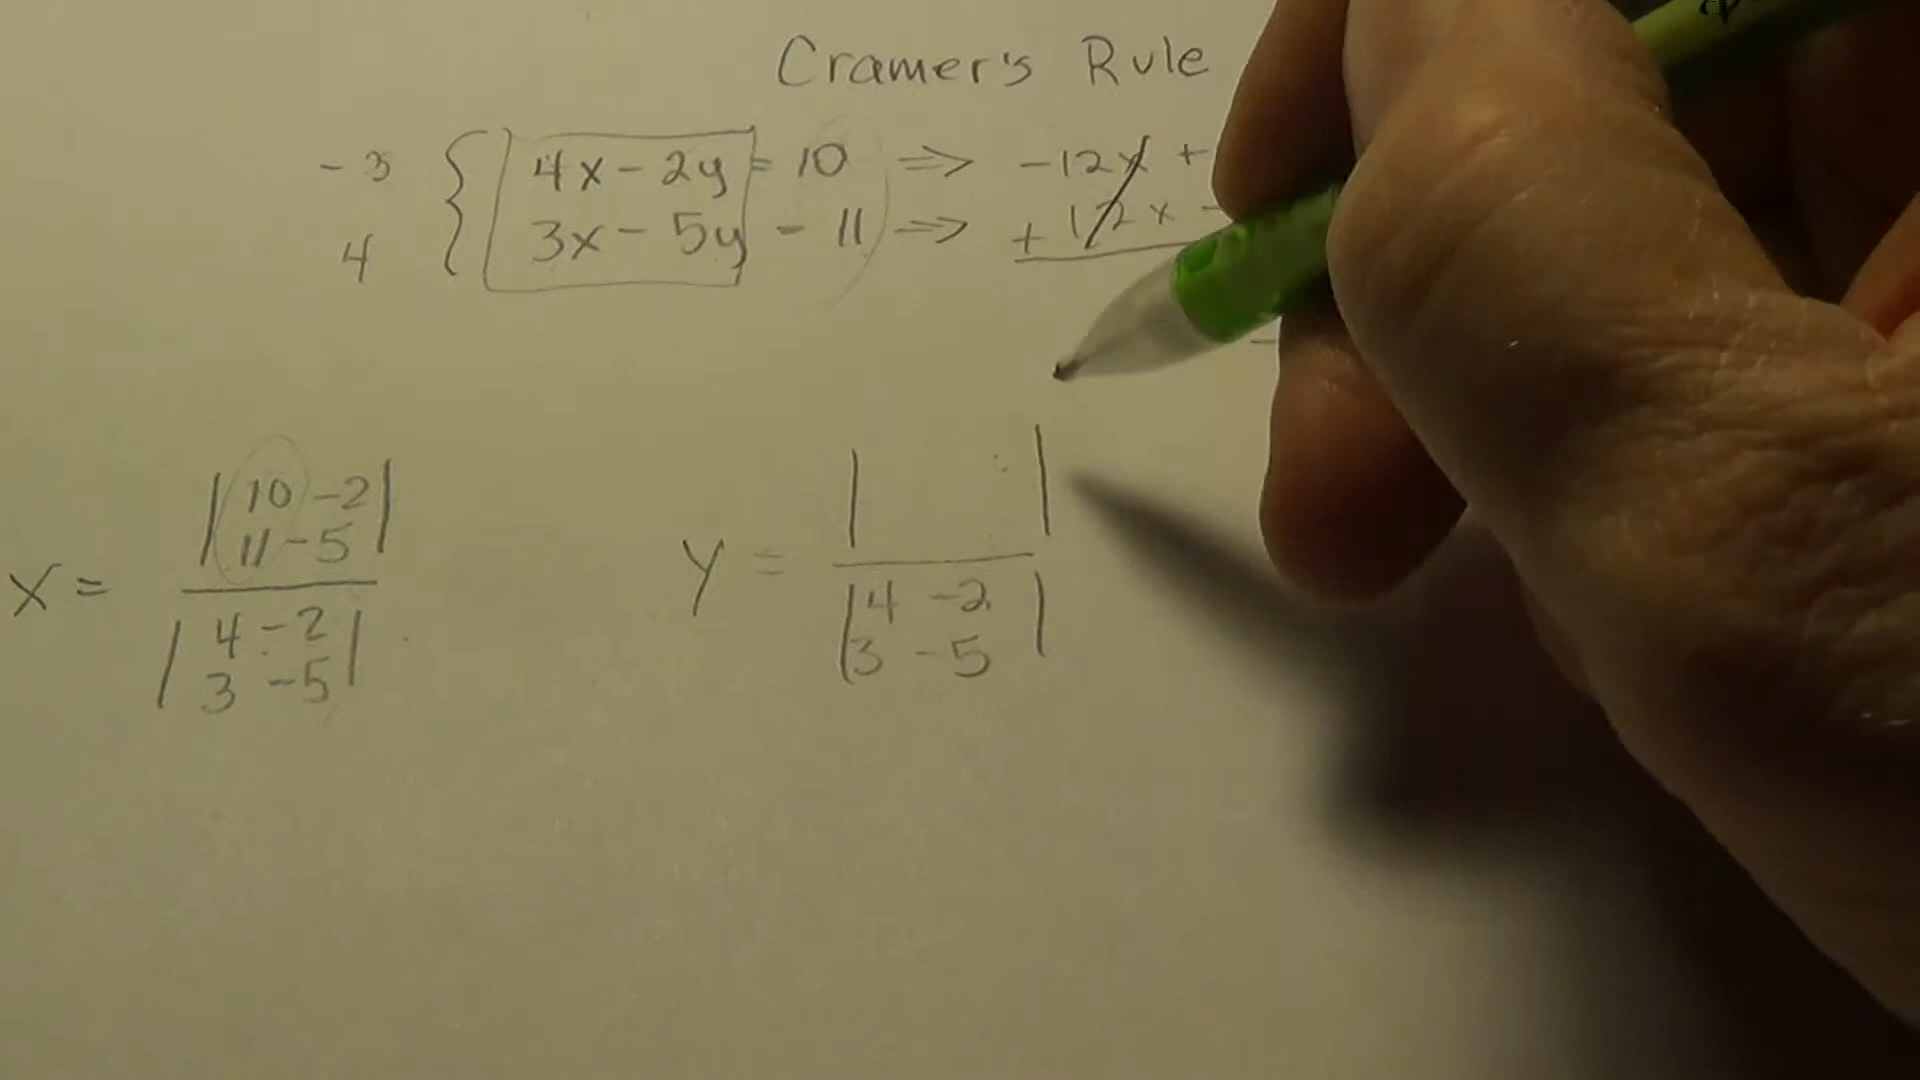 Cramer's Rule
-3 { 4x - 2y = 10 ⇒ -12x +
4 { 3x - 5y - 11 ⇒ + 12x -
x = | 10 -2 |
| 11 -5 |
| 4 -2 |
| 3 -5 |
y = | |
| 4 -2 |
| 3 -5 |